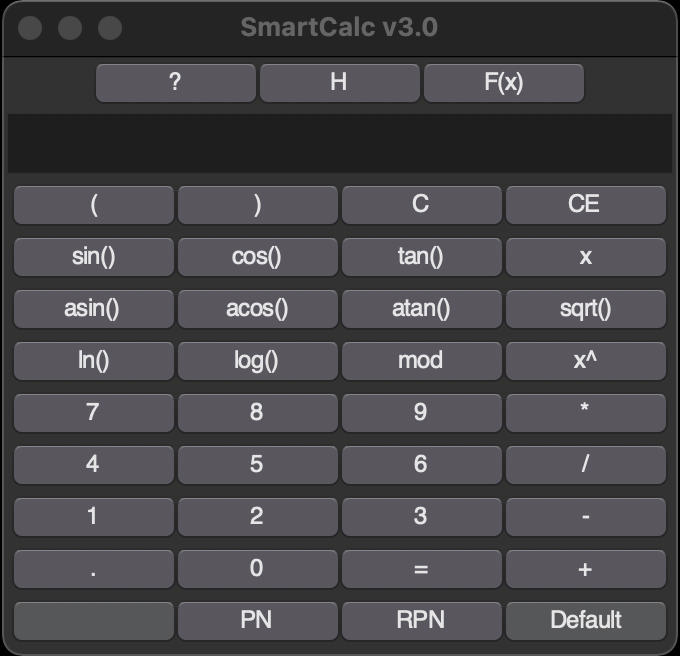 SmartCalc v3.0
? H F(x)
( ) C CE
sin() cos() tan() x
asin() acos() atan() sqrt()
ln() log() mod x^
7 8 9 *
4 5 6 /
1 2 3 -
. 0 = +
PN RPN Default